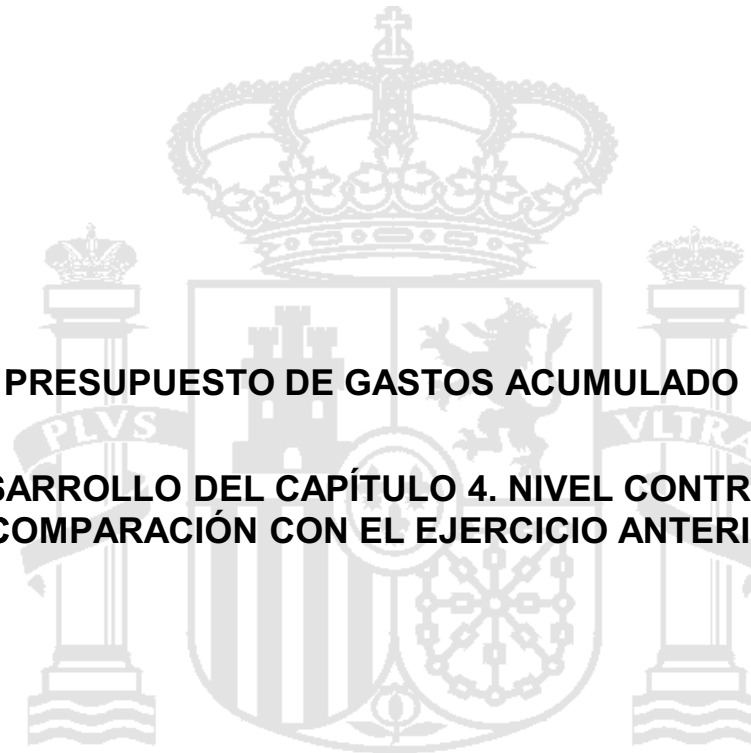 PRESUPUESTO DE GASTOS ACUMULADO
PLVS
VLTRA
SARROLLO DEL CAPÍTULO 4. NIVEL CONTR
COMPARACIÓN CON EL EJERCICIO ANTERI